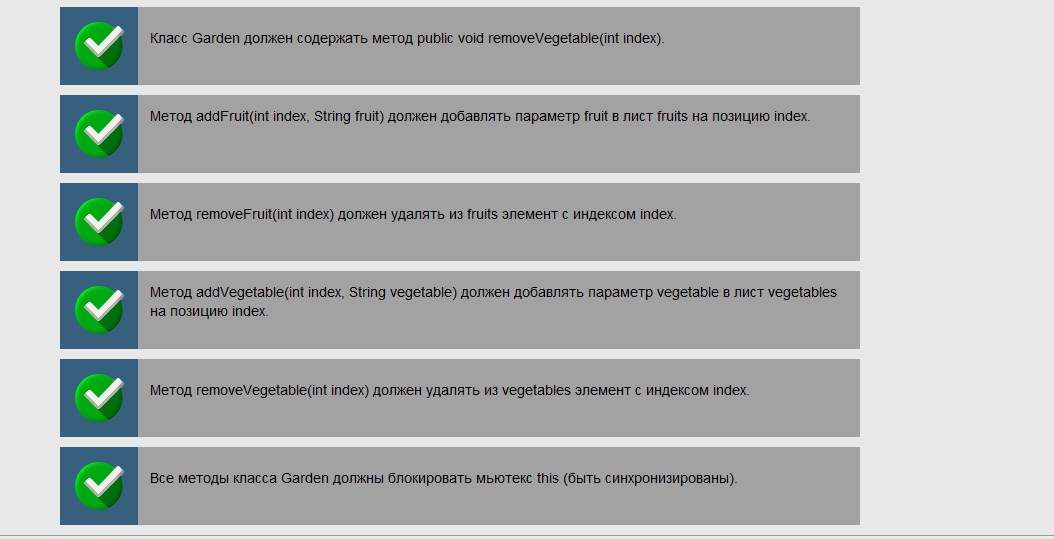 Класс Garden должен содержать метод public void removeVegetable(int index).
Метод addFruit(int index, String fruit) должен добавлять параметр fruit в лист fruits на позицию index.
Метод removeFruit(int index) должен удалять из fruits элемент с индексом index.
Метод addVegetable(int index, String vegetable) должен добавлять параметр vegetable в лист vegetables
на позицию index.
Метод removeVegetable(int index) должен удалять из vegetables элемент с индексом index.
Все методы класса Garden должны блокировать мьютекс this (быть синхронизированы).